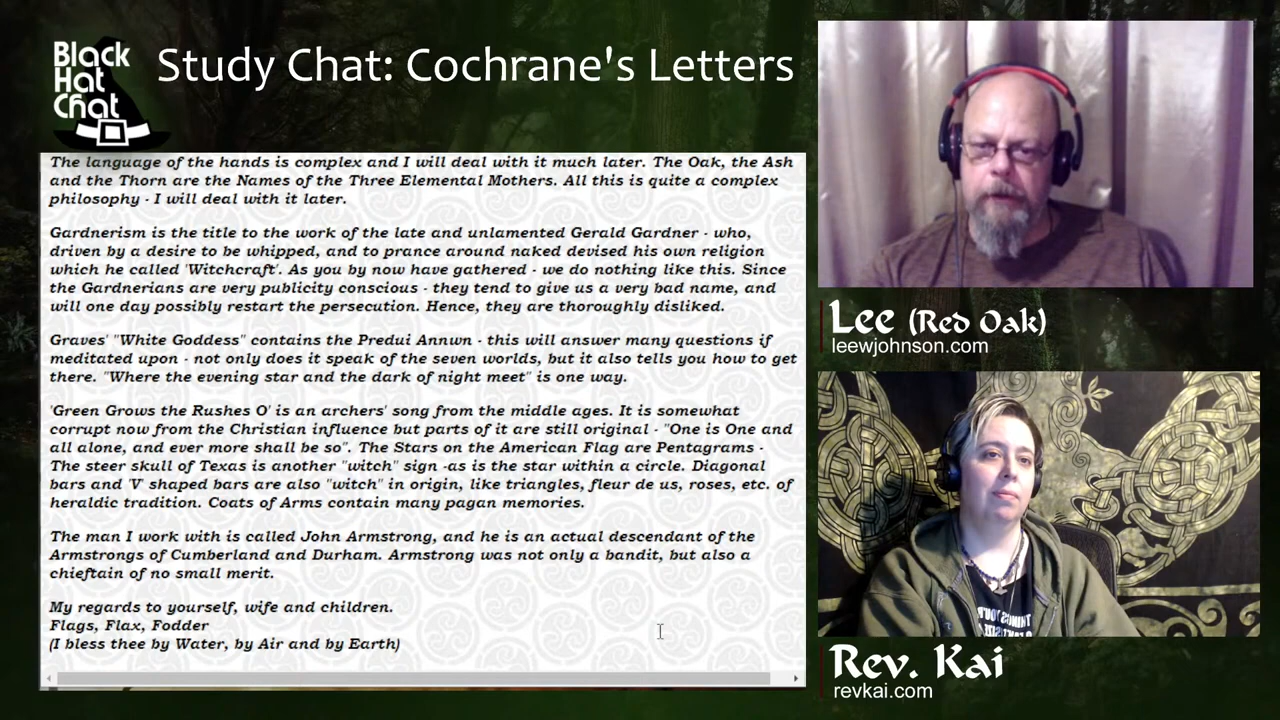 Black
Hat
Chat
Study Chat: Cochrane's Letters
The language of the hands is complex and I will deal with it much later. The Oak, the Ash
and the Thorn are the Names of the Three Elemental Mothers. All this is quite a complex
philosophy - I will deal with it later.
Gardnerism is the title to the work of the late and unlamented Gerald Gardner - who,
driven by a desire to be whipped, and to prance around naked devised his own religion
which he called 'Witchcraft'. As you by now have gathered - we do nothing like this. Since
the Gardnerians are very publicity conscious - they tend to give us a very bad name, and
will one day possibly restart the persecution. Hence, they are thoroughly disliked.
Graves' "White Goddess" contains the Predui Annwn - this will answer many questions if
meditated upon - not only does it speak of the seven worlds, but it also tells you how to get
there. "Where the evening star and the dark of night meet" is one way.
'Green Grows the Rushes O' is an archers' song from the middle ages. It is somewhat
corrupt now from the Christian influence but parts of it are still original - "One is One and
all alone, and ever more shall be so". The Stars on the American Flag are Pentagrams -
The steer skull of Texas is another "witch" sign -as is the star within a circle. Diagonal
bars and 'V' shaped bars are also "witch" in origin, like triangles, fleur de us, roses, etc. of
heraldic tradition. Coats of Arms contain many pagan memories.
The man I work with is called John Armstrong, and he is an actual descendant of the
Armstrongs of Cumberland and Durham. Armstrong was not only a bandit, but also a
chieftain of no small merit.
My regards to yourself, wife and children.
Flags, Flax, Fodder
(I bless thee by Water, by Air and by Earth)
Lee (Red Oak)
leewjohnson.com
Rev. Kai
revkai.com